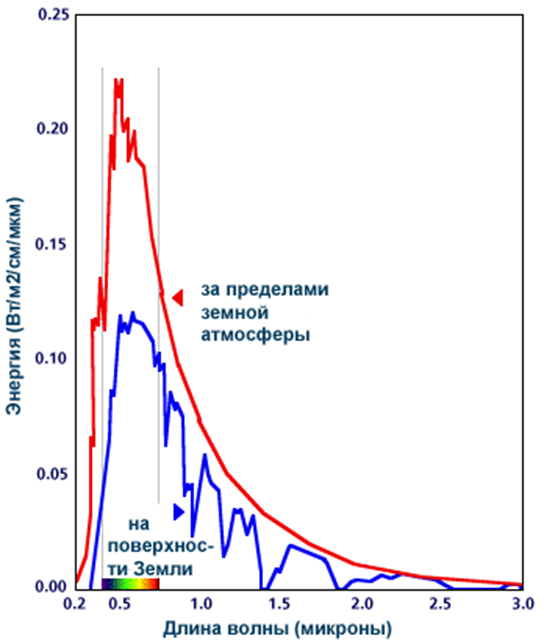 0.25
0.20
0.15
0.10
0.05
0.00
Энергия (Вт/м2/см/мкм)
за пределами
земной
атмосферы
на
поверхнос-
ти Земли
0.2 0.5 1.0 1.5 2.0 2.5 3.0
Длина волны (микроны)